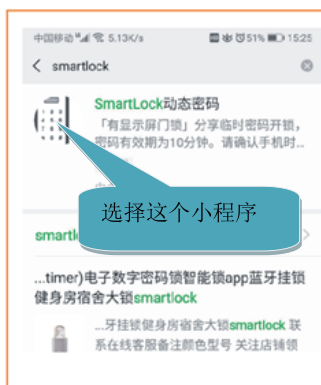 中国移动 5.13K/s 51% 15:25
smartlock
SmartLock动态密码
「有显示屏门锁」分享临时密码开锁，
密码有效期为10分钟。请确认手机时...
选择这个小程序
smartl
...timer)电子数字密码锁智能锁app蓝牙挂锁
健身房宿舍大锁smartlock
...牙挂锁健身房宿舍大锁smartlock 联
系在线客服备注颜色型号 关注店铺领